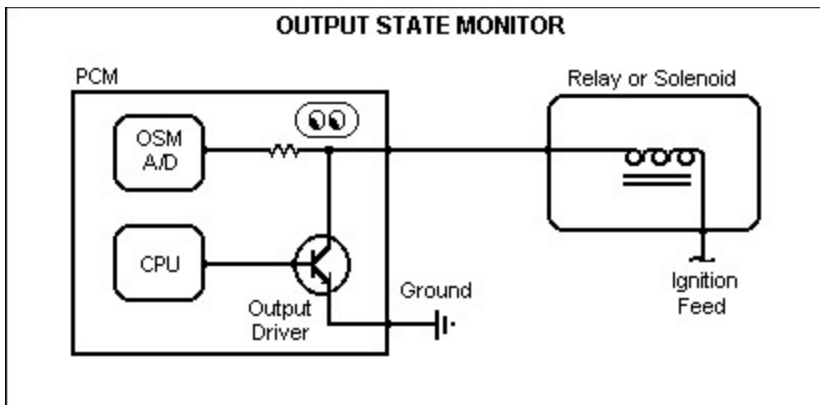 OUTPUT STATE MONITOR
PCM
Relay or Solenoid
OSM
A/D
CPU
Output
Driver
Ground
Ignition
Feed